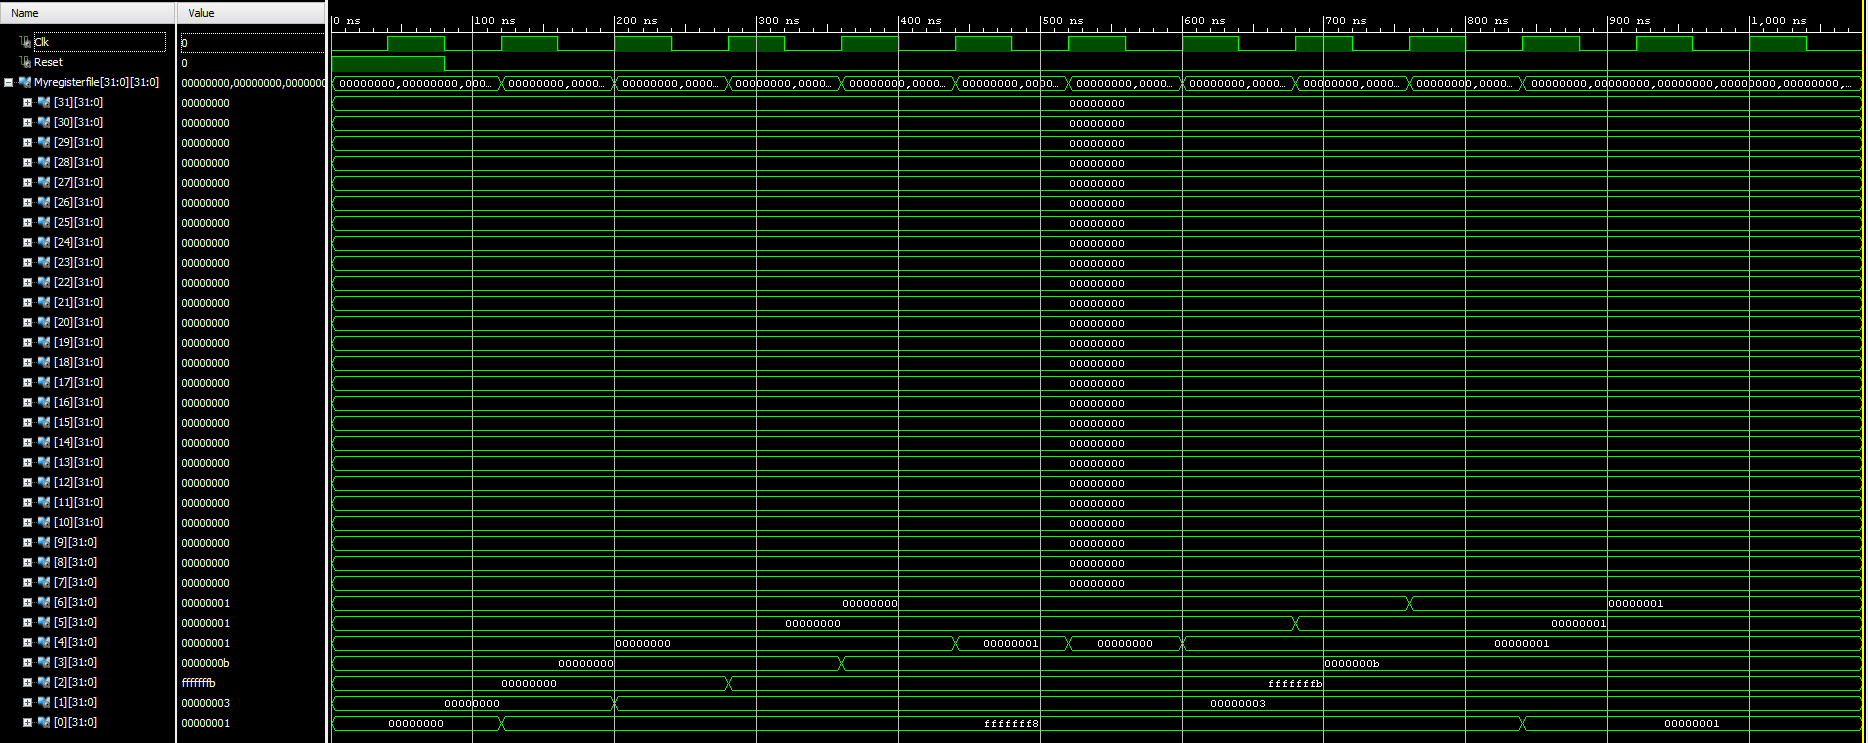 Name Value 0 ns 100 ns 200 ns 300 ns 400 ns 500 ns 600 ns 700 ns 800 ns 900 ns 1,000 ns
Clk 0
Reset 0
Myregisterfile[31:0][31:0] 00000000,00000000,0000000 00000000,00000000,000... 00000000,0000... 00000000,0000... 00000000,0000... 00000000,0000... 00000000,0000... 00000000,0000... 00000000,0000... 00000000,0000... 00000000,0000... 00000000,00000000,00000000,00000000,00000000,...
[31][31:0] 00000000 00000000
[30][31:0] 00000000 00000000
[29][31:0] 00000000 00000000
[28][31:0] 00000000 00000000
[27][31:0] 00000000 00000000
[26][31:0] 00000000 00000000
[25][31:0] 00000000 00000000
[24][31:0] 00000000 00000000
[23][31:0] 00000000 00000000
[22][31:0] 00000000 00000000
[21][31:0] 00000000 00000000
[20][31:0] 00000000 00000000
[19][31:0] 00000000 00000000
[18][31:0] 00000000 00000000
[17][31:0] 00000000 00000000
[16][31:0] 00000000 00000000
[15][31:0] 00000000 00000000
[14][31:0] 00000000 00000000
[13][31:0] 00000000 00000000
[12][31:0] 00000000 00000000
[11][31:0] 00000000 00000000
[10][31:0] 00000000 00000000
[9][31:0] 00000000 00000000
[8][31:0] 00000000 00000000
[7][31:0] 00000000 00000000
[6][31:0] 00000001 00000000 00000001
[5][31:0] 00000001 00000000 00000001
[4][31:0] 00000001 00000000 00000001 00000000 00000001
[3][31:0] 0000000b 00000000 0000000b
[2][31:0] fffffffb 00000000 fffffffb
[1][31:0] 00000003 00000000 00000003
[0][31:0] 00000001 00000000 fffffff8 00000001